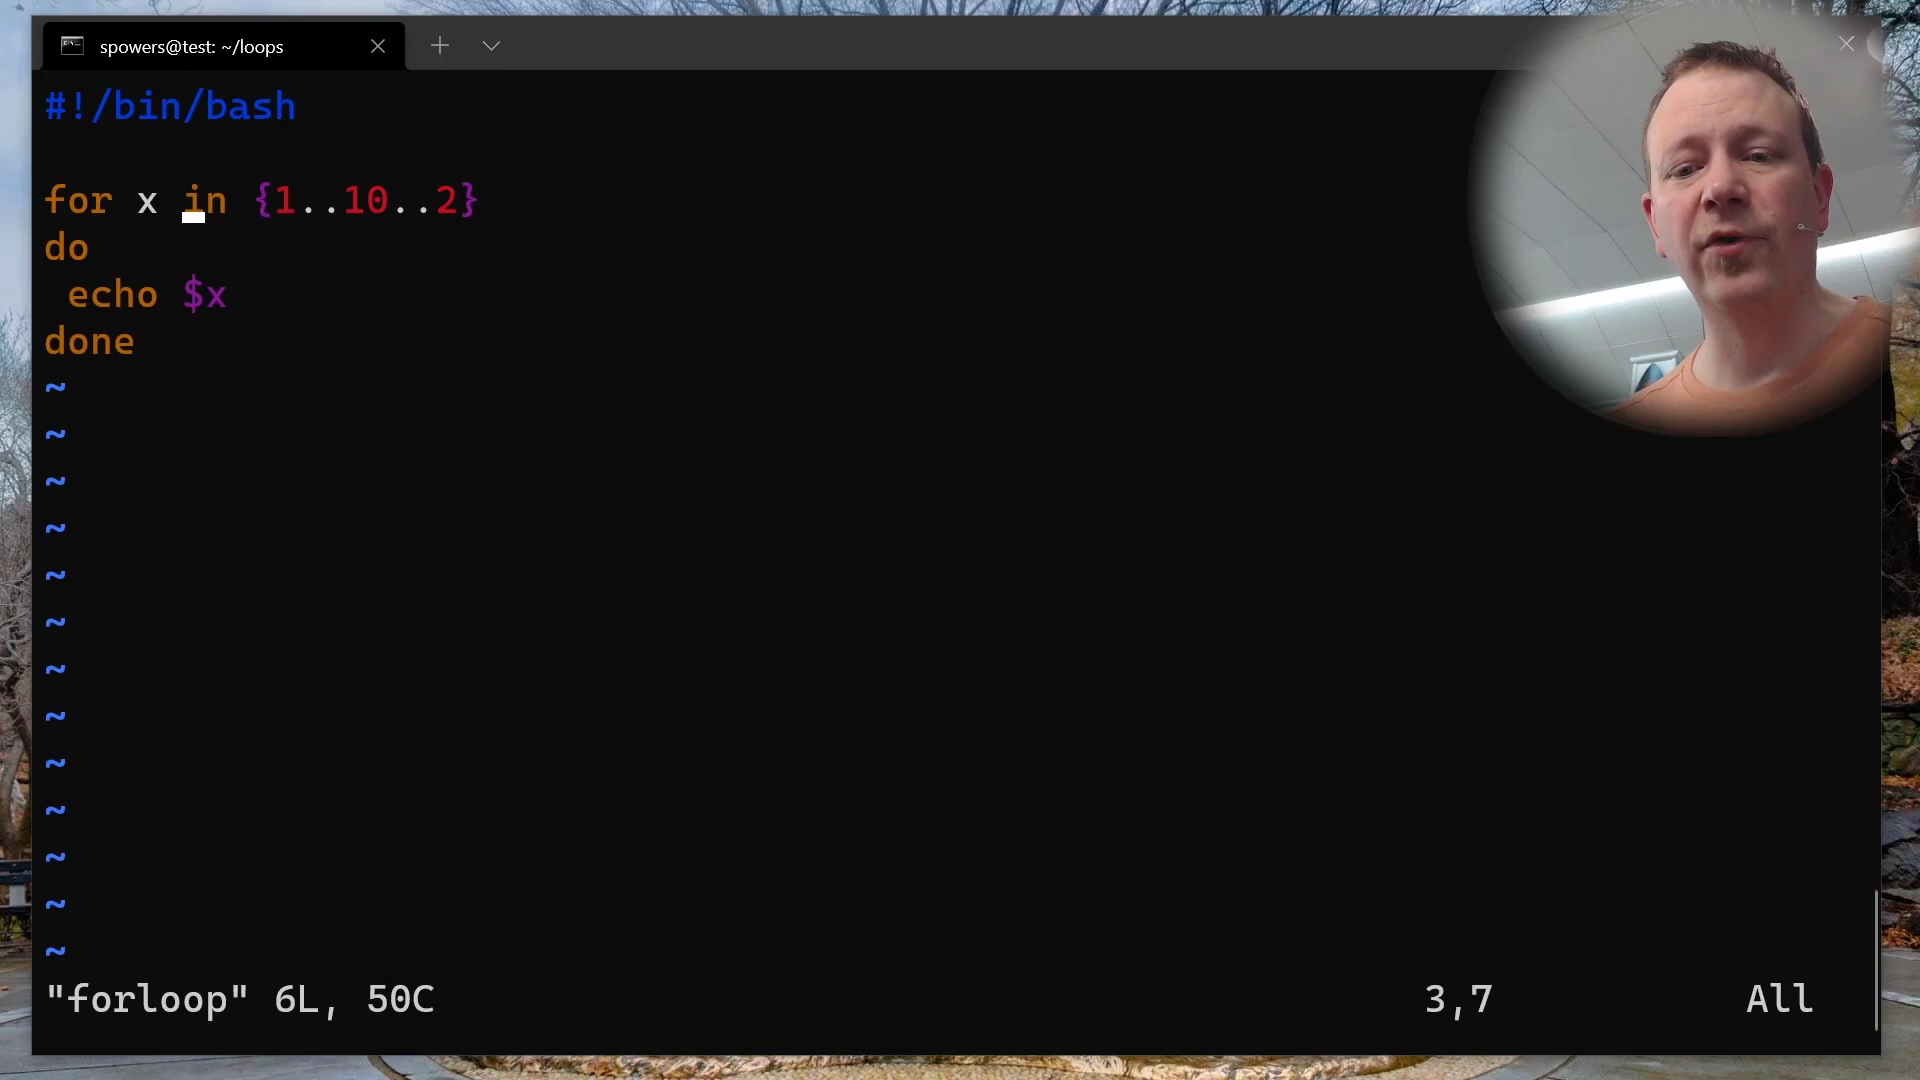 spowers@test: ~/loops
#!/bin/bash
for x in {1..10..2}
do
 echo $x
done
~
~
~
~
~
~
~
~
~
~
~
~
~
"forloop" 6L, 50C 3,7 All